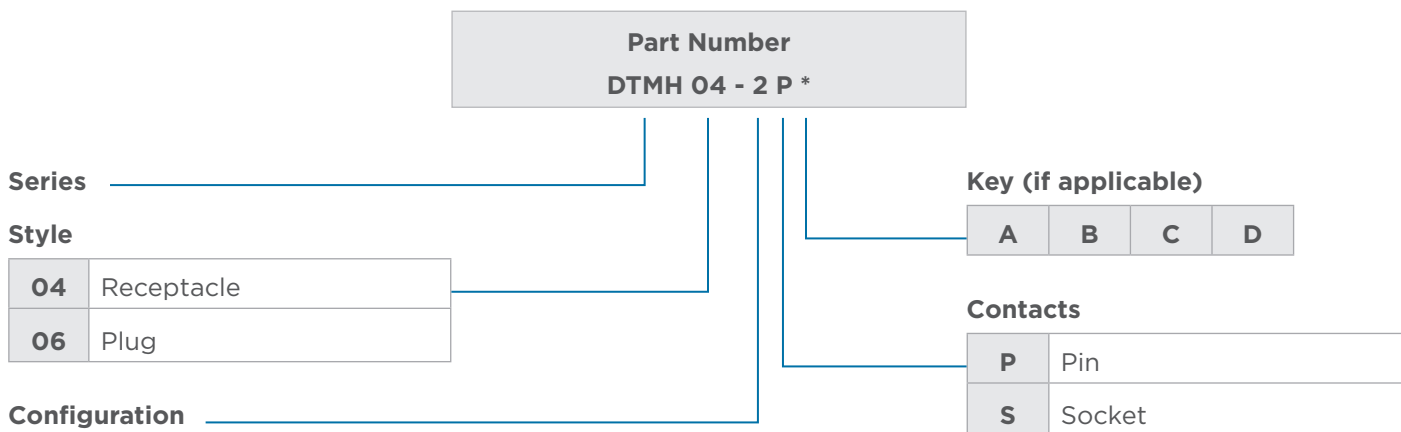 Part Number
DTMH 04 - 2 P *
Series
Style
04 Receptacle
06 Plug
Configuration
Key (if applicable)
A B C D
Contacts
P Pin
S Socket